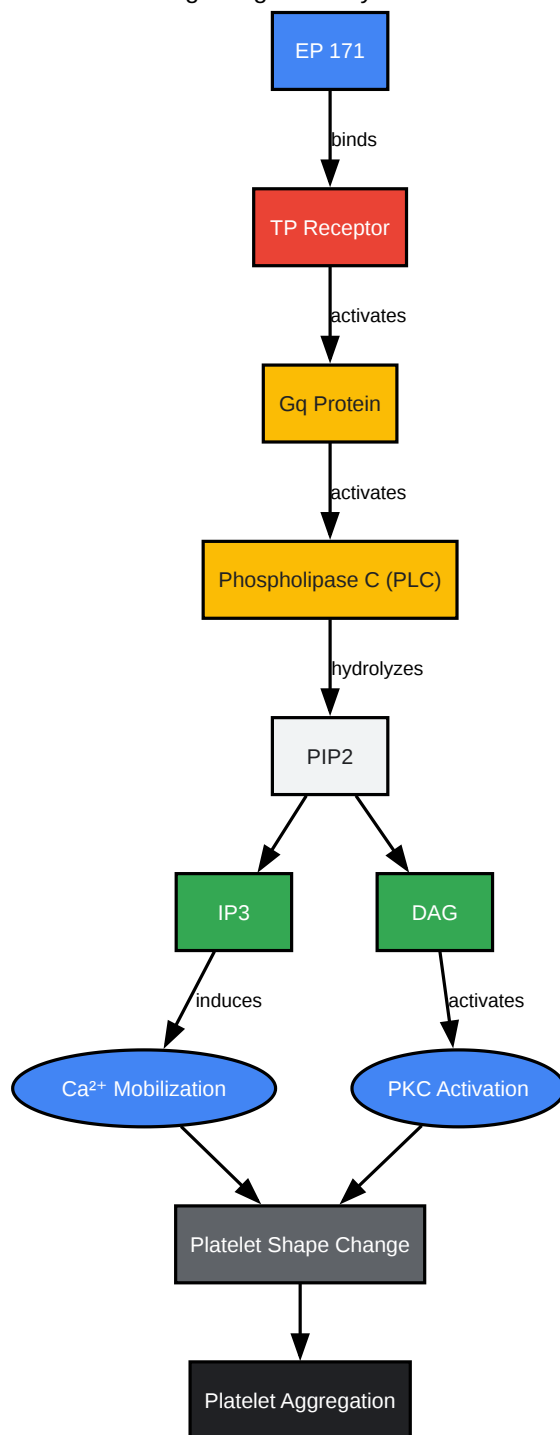 EP 171
binds
TP Receptor
activates
Gq Protein
activates
Phospholipase C (PLC)
hydrolyzes
PIP2
IP3
DAG
induces
activates
Ca²⁺ Mobilization
PKC Activation
Platelet Shape Change
Platelet Aggregation